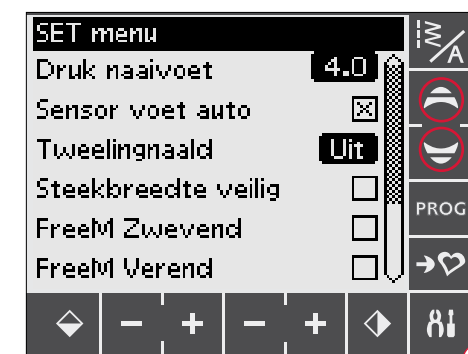 SET menu
Druk naaivoet 4.0
Sensor voet auto
Tweelingnaald Uit
Steekbreedte veilig
FreeM Zwevend
FreeM Verend
A
PROG
- + - +